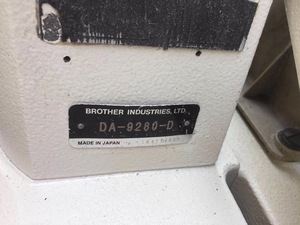 BROTHER INDUSTRIES, LTD.
DA-9280-D
MADE IN JAPAN